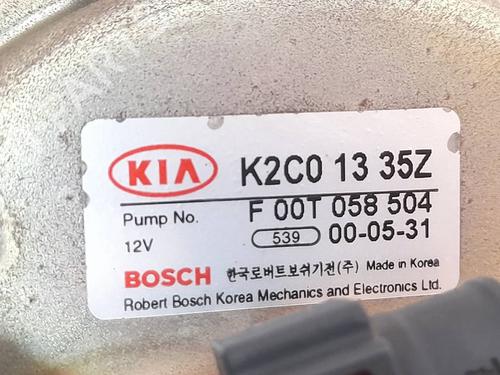 KIA K2C0 13 35Z
Pump No. F 00T 058 504
12V 539 00-05-31
BOSCH 한국로버트보쉬기전(주) Made in Korea
Robert Bosch Korea Mechanics and Electronics Ltd.